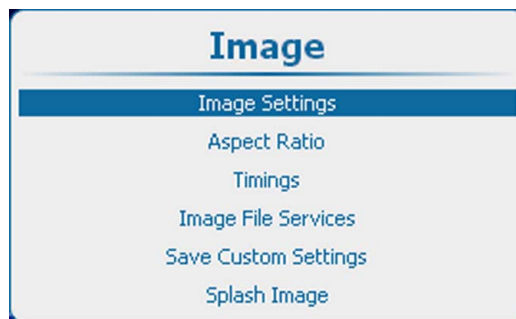 Image
Image Settings
Aspect Ratio
Timings
Image File Services
Save Custom Settings
Splash Image